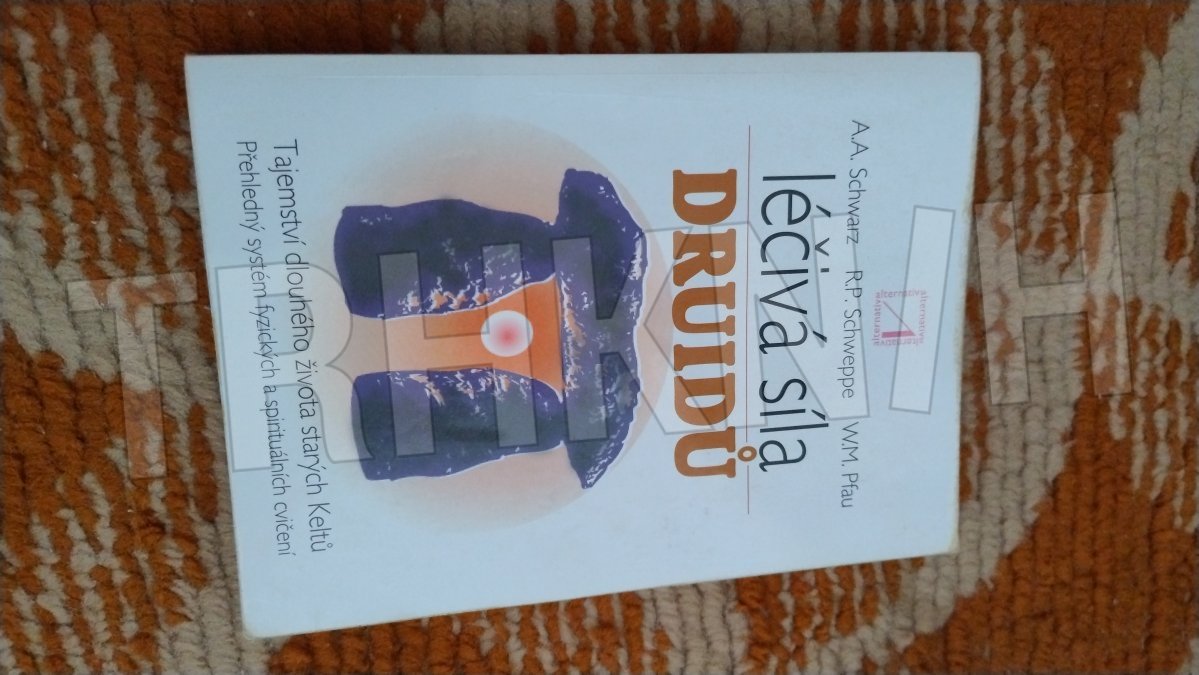 A.A. Schwarz R.P. Schweppe W.M. Pfau
alternativa
alternativa
alternativa
alternativa
léčivá síla
DRUIDŮ
Tajemství dlouhého života starých Keltů
Přehledný systém fyzických a spirituálních cvičení